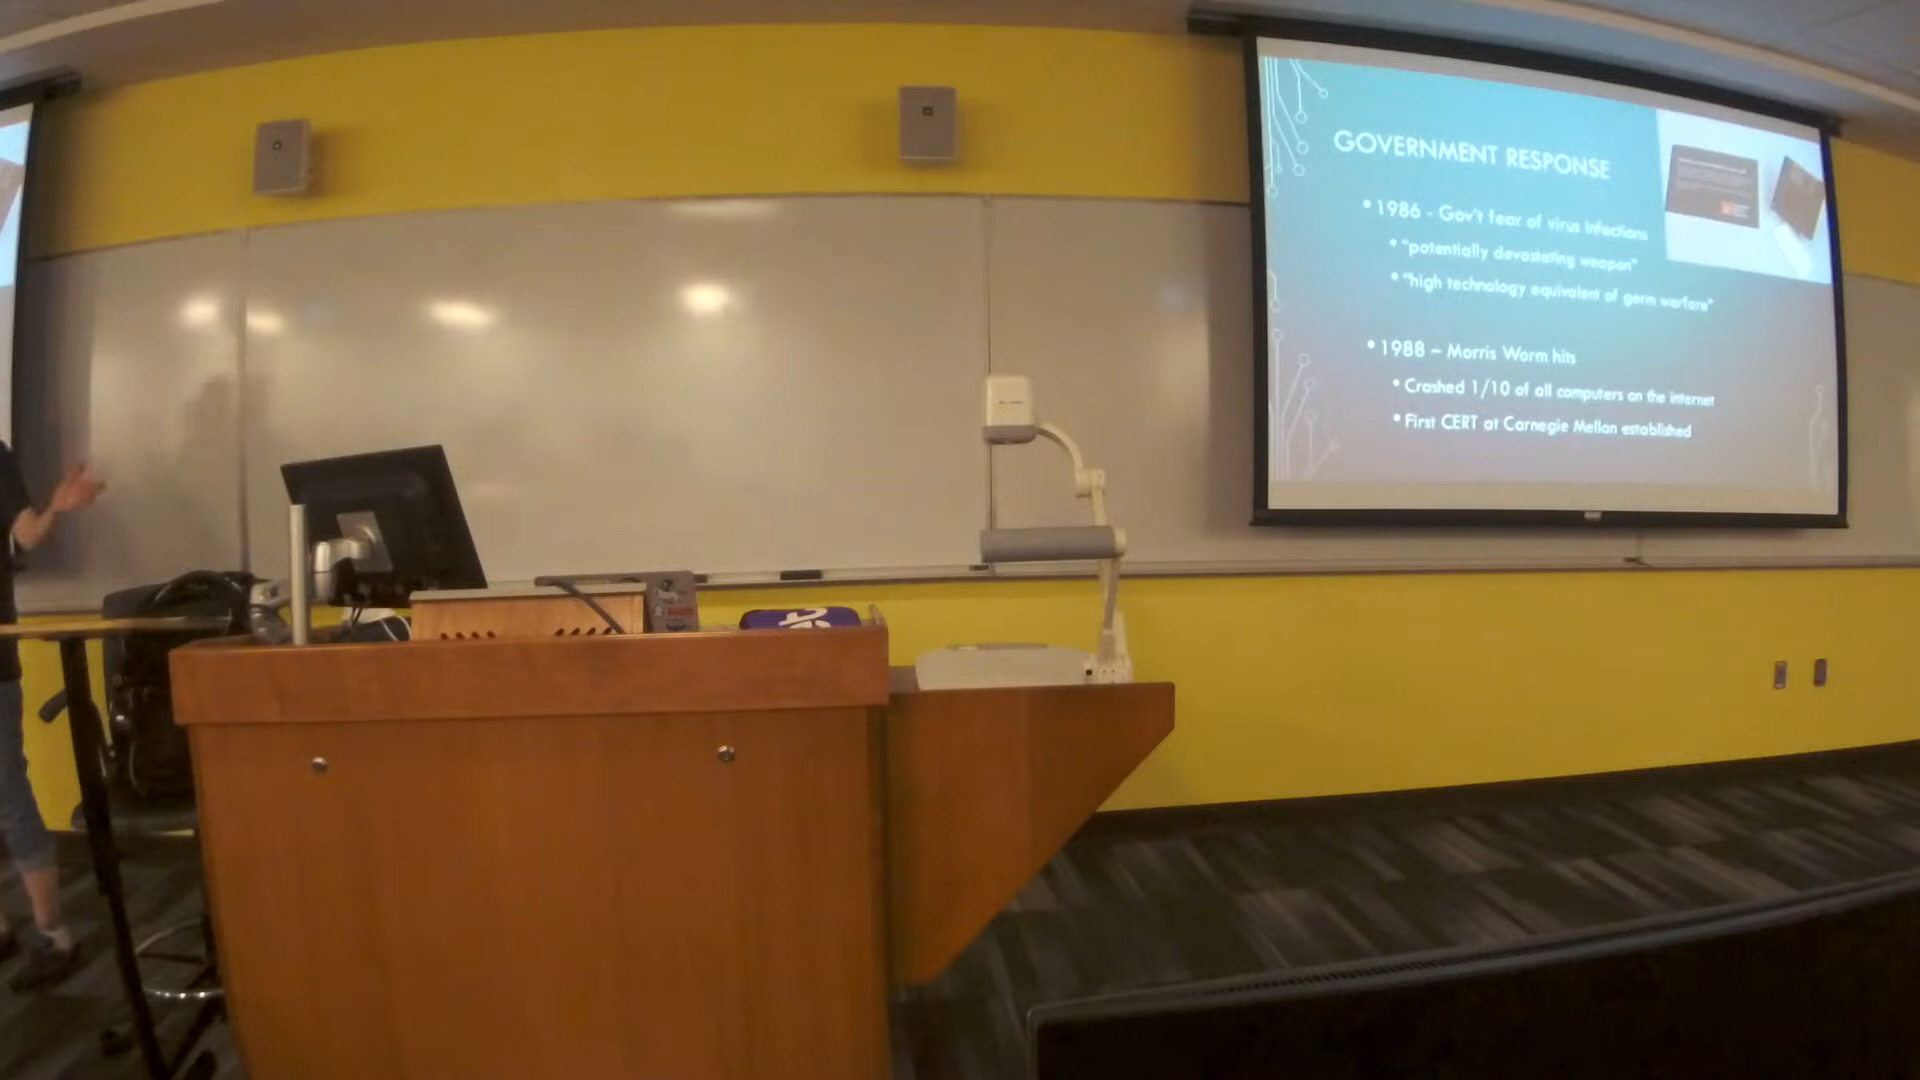 GOVERNMENT RESPONSE
• 1986 - Gov't fear of virus infections
• "potentially devastating weapon"
• "high technology equivalent of germ warfare"
• 1988 – Morris Worm hits
• Crashed 1/10 of all computers on the internet
• First CERT at Carnegie Mellon established